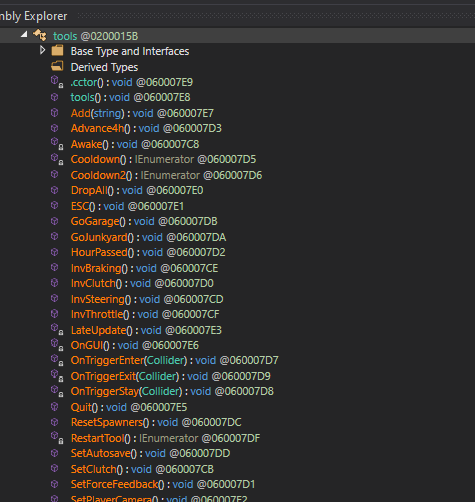 mbly Explorer
tools @0200015B
Base Type and Interfaces
Derived Types
.cctor() : void @060007E9
tools() : void @060007E8
Add(string) : void @060007E7
Advance4h() : void @060007D3
Awake() : void @060007C8
Cooldown() : IEnumerator @060007D5
Cooldown2() : IEnumerator @060007D6
DropAll() : void @060007E0
ESC() : void @060007E1
GoGarage() : void @060007DB
GoJunkyard() : void @060007DA
HourPassed() : void @060007D2
InvBraking() : void @060007CE
InvClutch() : void @060007D0
InvSteering() : void @060007CD
InvThrottle() : void @060007CF
LateUpdate() : void @060007E3
OnGUI() : void @060007E6
OnTriggerEnter(Collider) : void @060007D7
OnTriggerExit(Collider) : void @060007D9
OnTriggerStay(Collider) : void @060007D8
Quit() : void @060007E5
ResetSpawners() : void @060007DC
RestartTool() : IEnumerator @060007DF
SetAutosave() : void @060007DD
SetClutch() : void @060007CB
SetForceFeedback() : void @060007D1
SetPlayerCamera() : void @060007E2